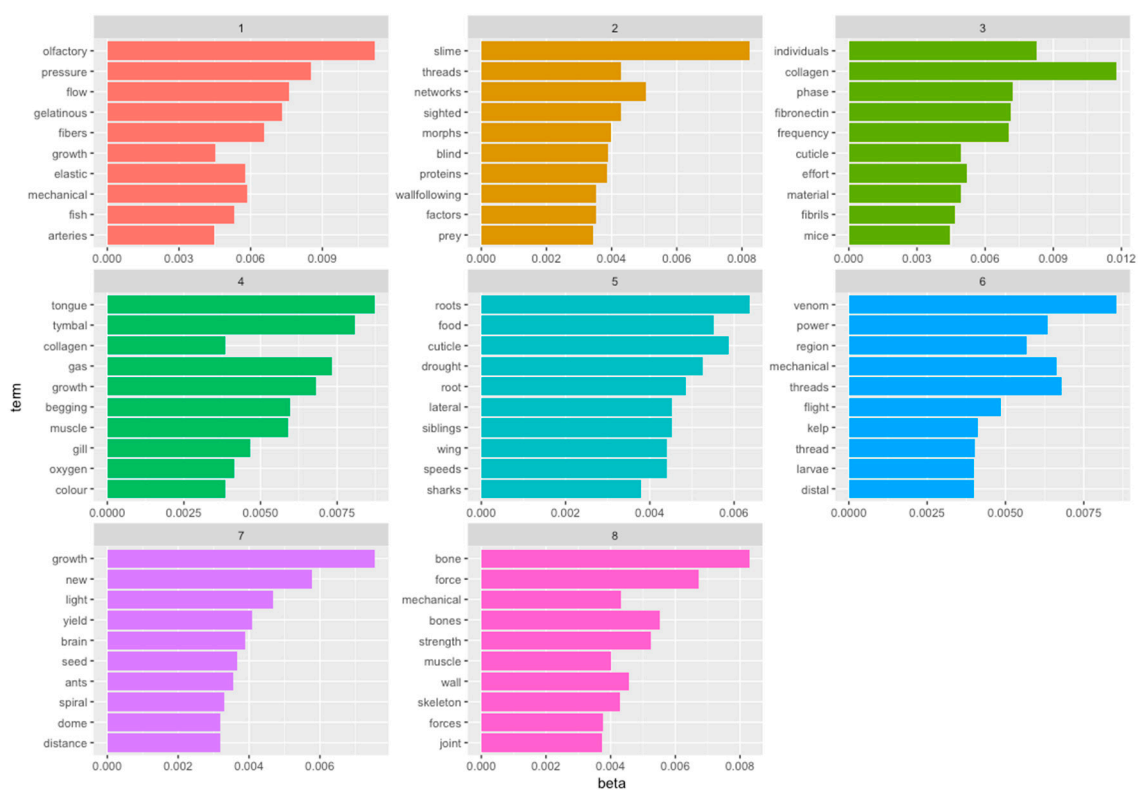 1
olfactory
pressure
flow
gelatinous
fibers
growth
elastic
mechanical
fish
arteries
0.000 0.003 0.006 0.009
2
slime
threads
networks
sighted
morphs
blind
proteins
wallfollowing
factors
prey
0.000 0.002 0.004 0.006 0.008
3
individuals
collagen
phase
fibronectin
frequency
cuticle
effort
material
fibrils
mice
0.000 0.003 0.006 0.009 0.012
term
4
tongue
tymbal
collagen
gas
growth
begging
muscle
gill
oxygen
colour
0.0000 0.0025 0.0050 0.0075
5
roots
food
cuticle
drought
root
lateral
siblings
wing
speeds
sharks
0.000 0.002 0.004 0.006
6
venom
power
region
mechanical
threads
flight
kelp
thread
larvae
distal
0.0000 0.0025 0.0050 0.0075
7
growth
new
light
yield
brain
seed
ants
spiral
dome
distance
0.000 0.002 0.004 0.006
8
bone
force
mechanical
bones
strength
muscle
wall
skeleton
forces
joint
0.000 0.002 0.004 0.006 0.008
beta